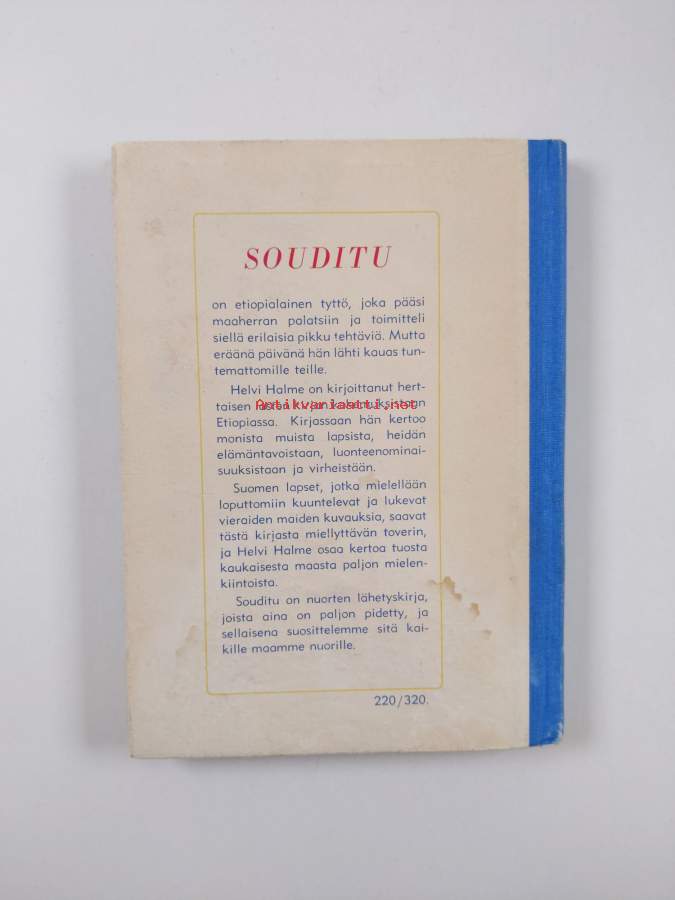 SOUDITU
on etiopialainen tyttö, joka pääsi
maaherran palatsiin ja toimitteli
siellä erilaisia pikku tehtäviä. Mutta
eräänä päivänä hän lähti kauas tun-
temattomille teille.
Helvi Halme on kirjoittanut hert-
taisen
Antikvariaatti.net
Etiopiassa. Kirjassaan hän kertoo
monista muista lapsista, heidän
elämäntavoistaan, luonteenominai-
suuksistaan ja virheistään.
Suomen lapset, jotka mielellään
loputtomiin kuuntelevat ja lukevat
vieraiden maiden kuvauksia, saavat
tästä kirjasta miellyttävän toverin,
ja Helvi Halme osaa kertoa tuosta
kaukaisesta maasta paljon mielen-
kiintoista.
Souditu on nuorten lähetyskirja,
joista aina on paljon pidetty, ja
sellaisena suosittelemme sitä kai-
kille maamme nuorille.
220/320.